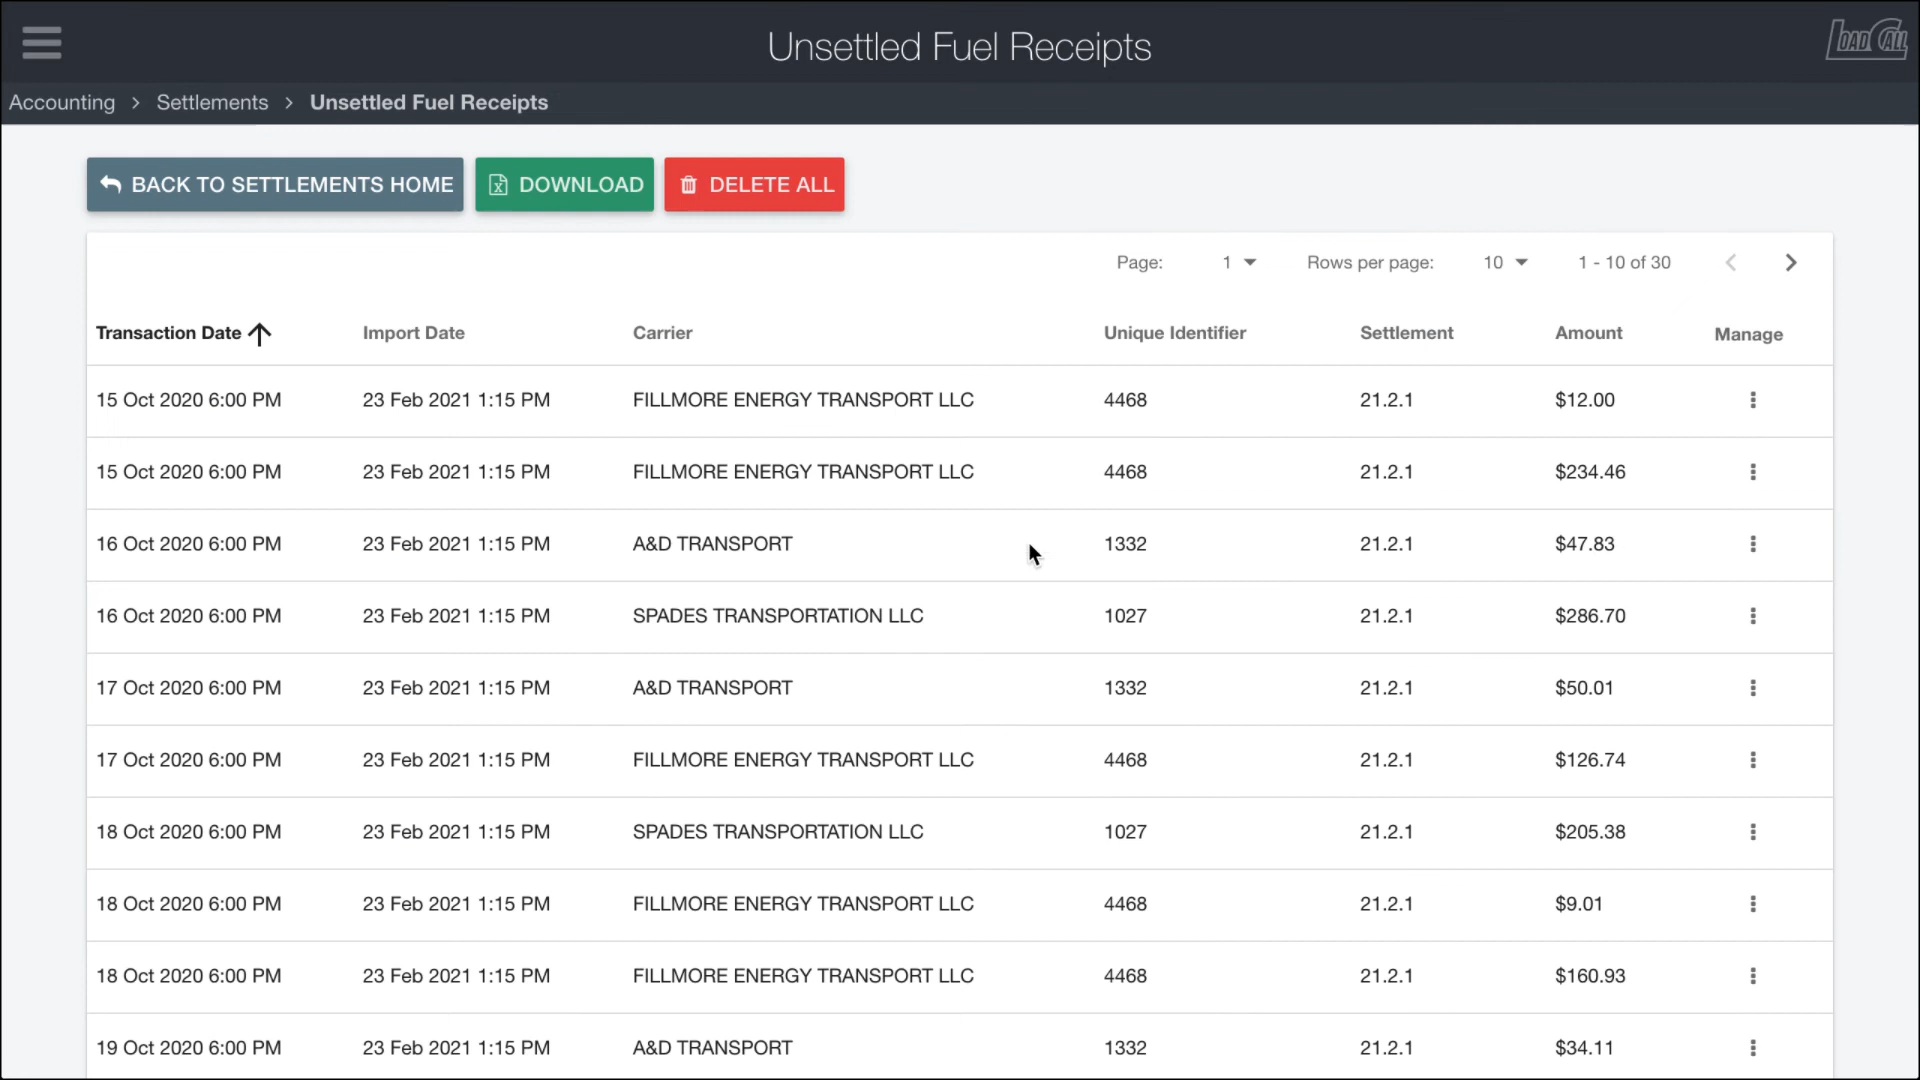 Unsettled Fuel Receipts
LOAD CALL
Accounting > Settlements > Unsettled Fuel Receipts
BACK TO SETTLEMENTS HOME DOWNLOAD DELETE ALL
Page: 1 Rows per page: 10 1 - 10 of 30
Transaction Date Import Date Carrier Unique Identifier Settlement Amount Manage
15 Oct 2020 6:00 PM 23 Feb 2021 1:15 PM FILLMORE ENERGY TRANSPORT LLC 4468 21.2.1 $12.00
15 Oct 2020 6:00 PM 23 Feb 2021 1:15 PM FILLMORE ENERGY TRANSPORT LLC 4468 21.2.1 $234.46
16 Oct 2020 6:00 PM 23 Feb 2021 1:15 PM A&D TRANSPORT 1332 21.2.1 $47.83
16 Oct 2020 6:00 PM 23 Feb 2021 1:15 PM SPADES TRANSPORTATION LLC 1027 21.2.1 $286.70
17 Oct 2020 6:00 PM 23 Feb 2021 1:15 PM A&D TRANSPORT 1332 21.2.1 $50.01
17 Oct 2020 6:00 PM 23 Feb 2021 1:15 PM FILLMORE ENERGY TRANSPORT LLC 4468 21.2.1 $126.74
18 Oct 2020 6:00 PM 23 Feb 2021 1:15 PM SPADES TRANSPORTATION LLC 1027 21.2.1 $205.38
18 Oct 2020 6:00 PM 23 Feb 2021 1:15 PM FILLMORE ENERGY TRANSPORT LLC 4468 21.2.1 $9.01
18 Oct 2020 6:00 PM 23 Feb 2021 1:15 PM FILLMORE ENERGY TRANSPORT LLC 4468 21.2.1 $160.93
19 Oct 2020 6:00 PM 23 Feb 2021 1:15 PM A&D TRANSPORT 1332 21.2.1 $34.11